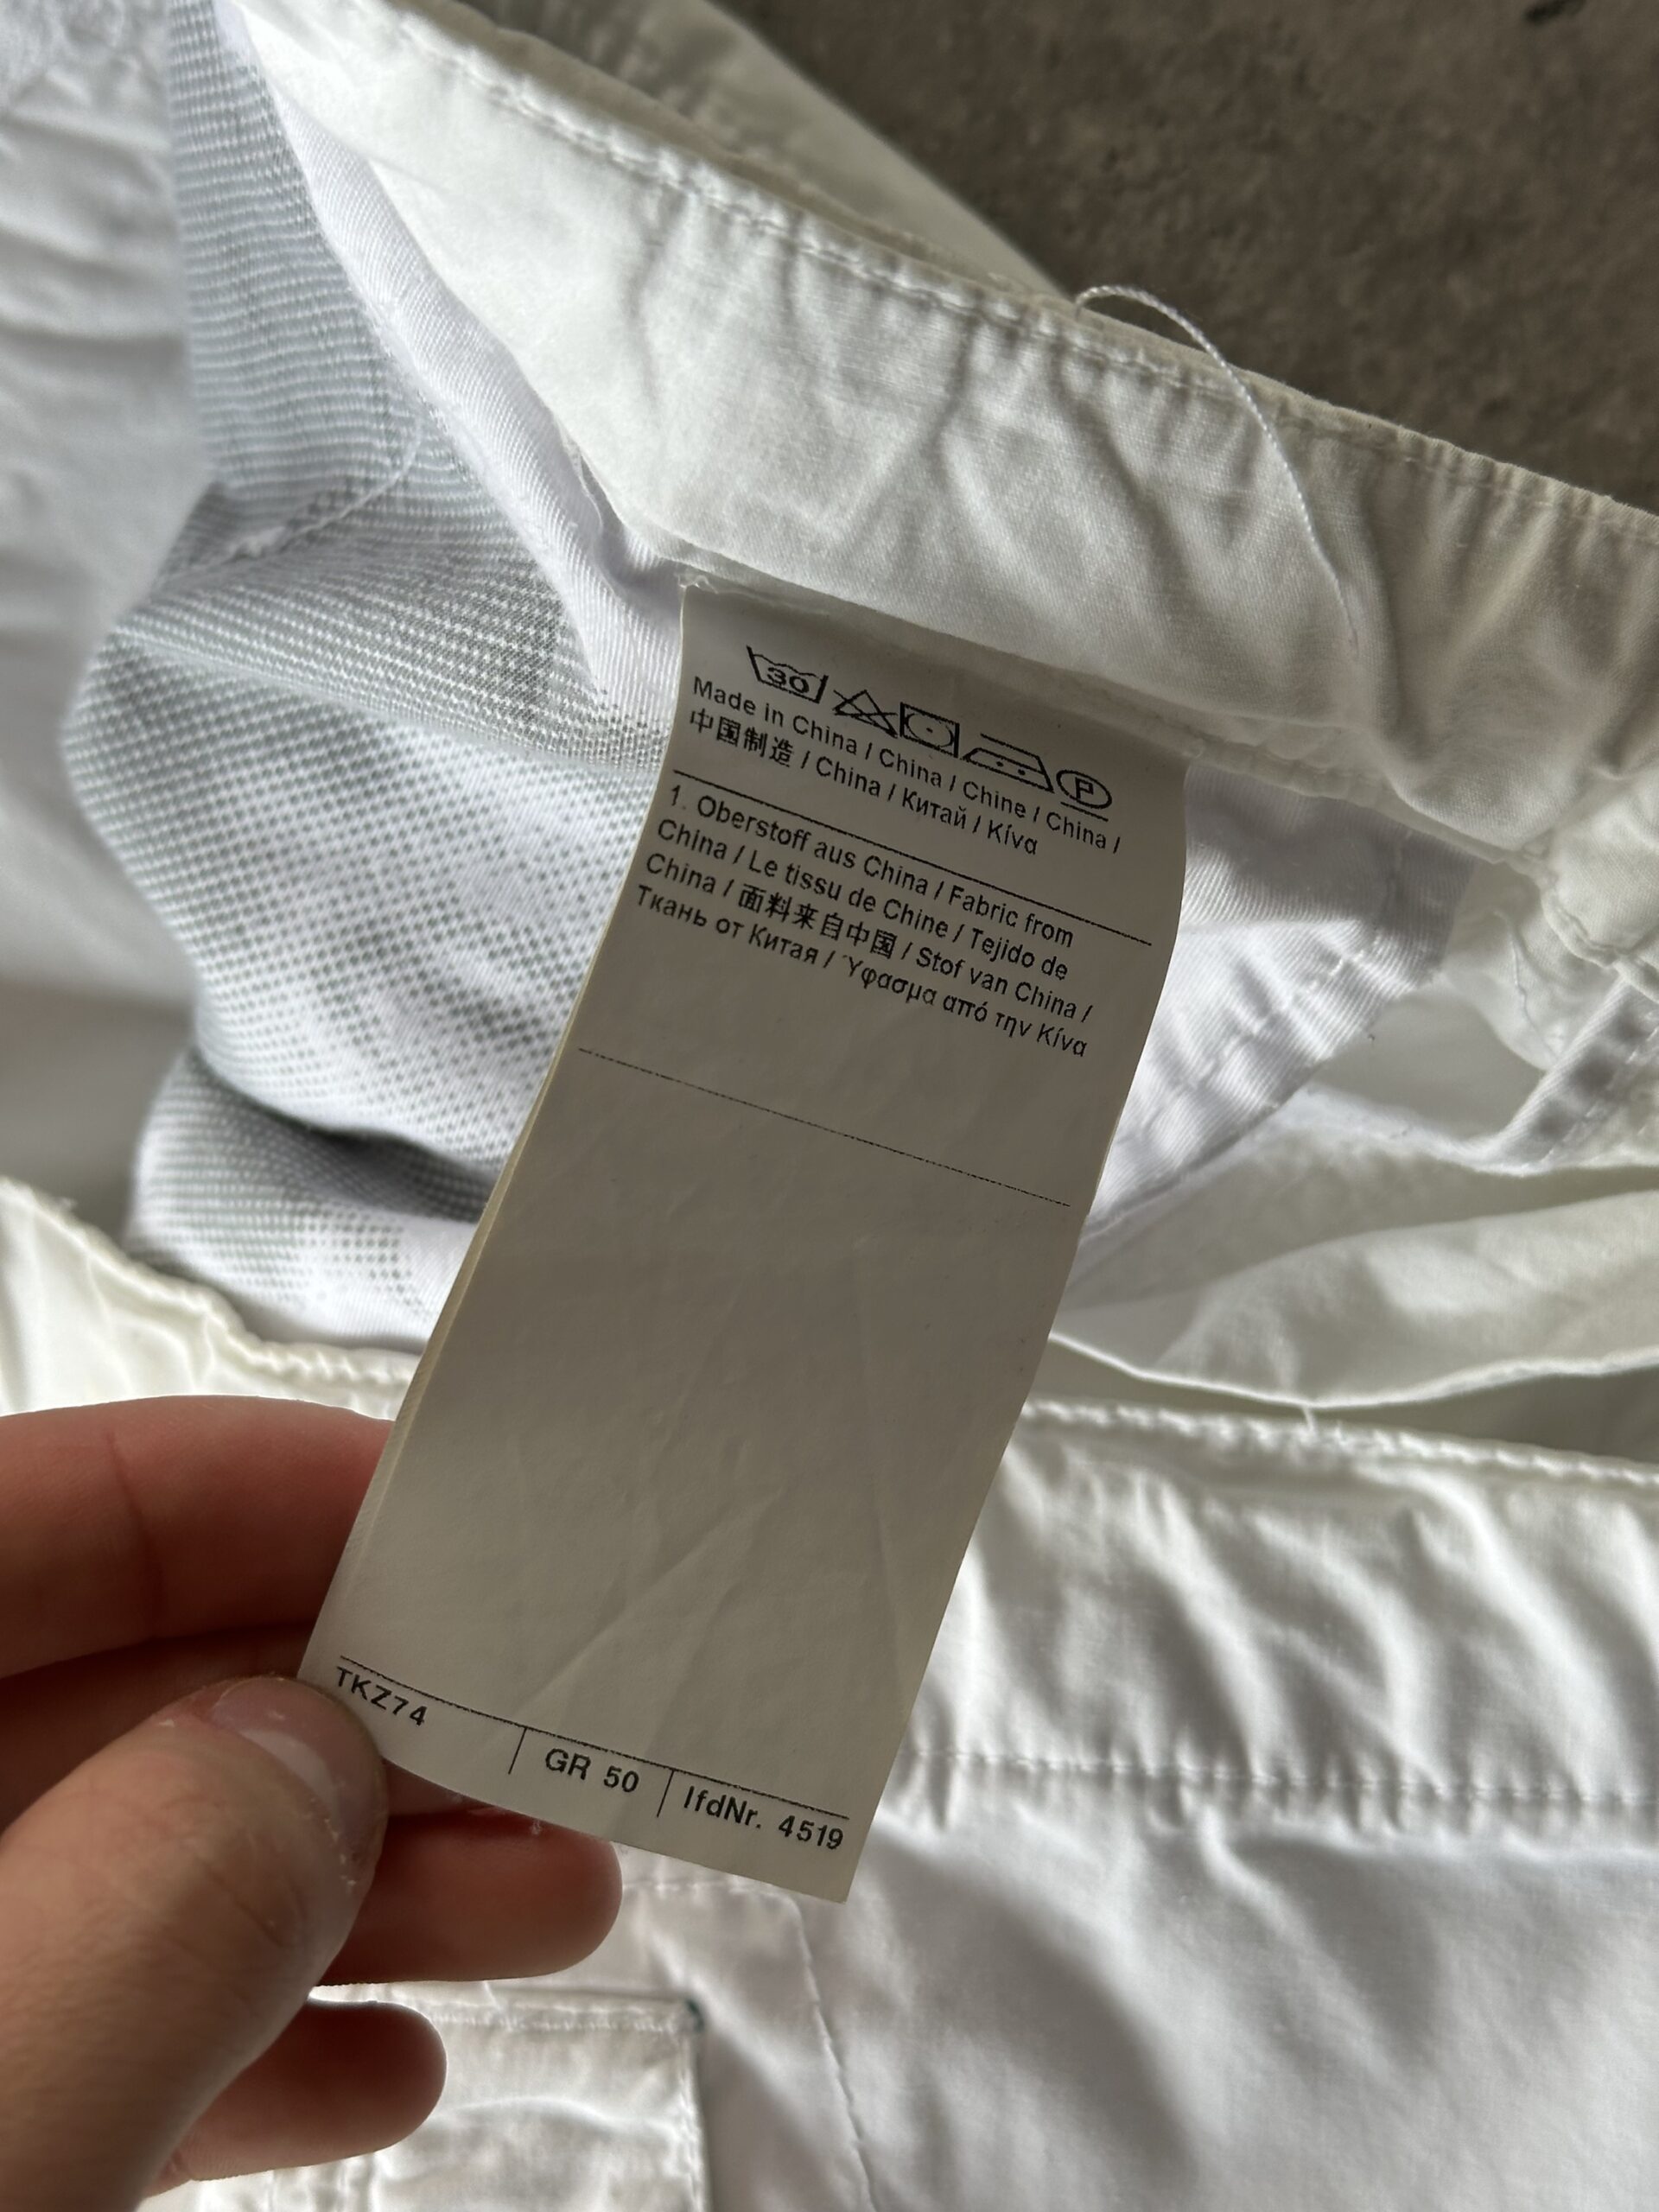 30 P
Made in China / China / Chine / China /
中国制造 / China / Китай / Κίνα
1. Oberstoff aus China / Fabric from
China / Le tissu de Chine / Tejido de
China / 面料来自中国 / Stof van China /
Ткань от Китая / Ύφασμα από την Κίνα
TKZ74 GR 50 lfdNr. 4519